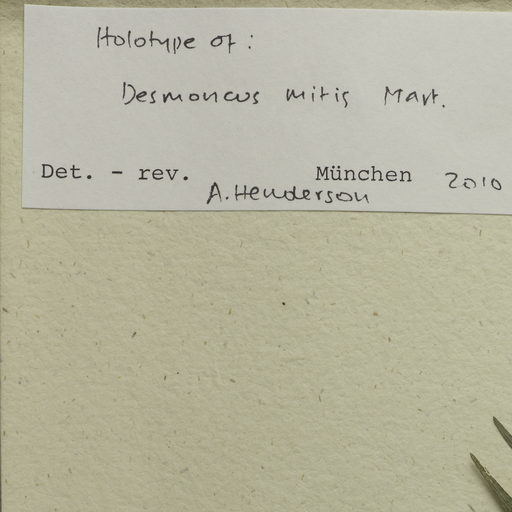 Holotype of:
Desmoncus mitis Mart.
Det. - rev. München 2010
A. Henderson